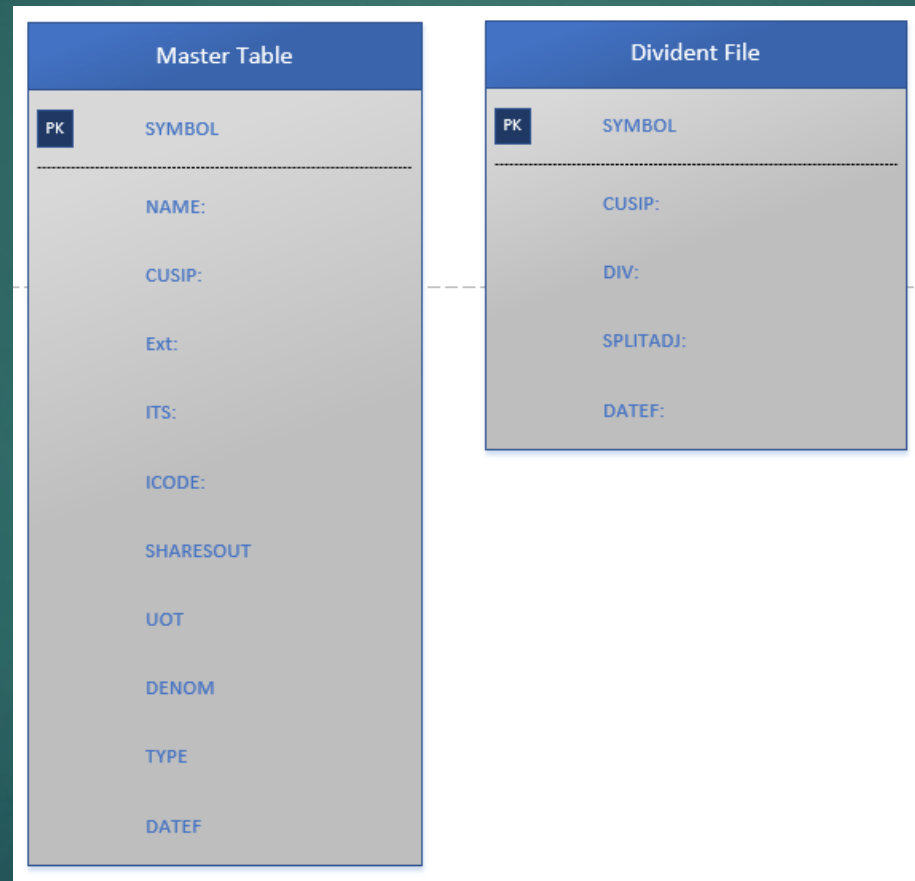 Master Table
PK SYMBOL
NAME:
CUSIP:
Ext:
ITS:
ICODE:
SHARESOUT
UOT
DENOM
TYPE
DATEF
Divident File
PK SYMBOL
CUSIP:
DIV:
SPLITADJ:
DATEF: